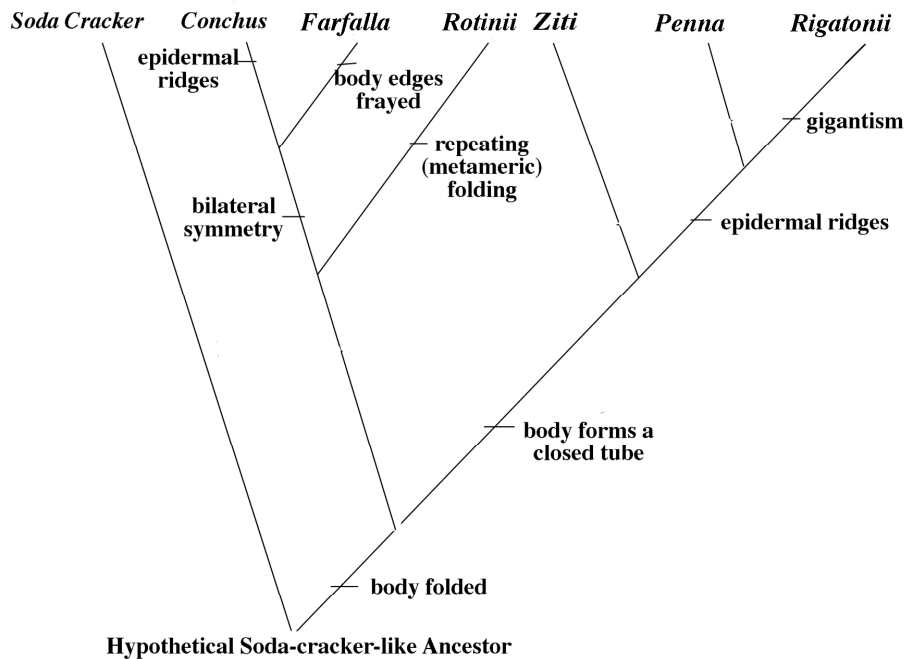 Soda Cracker Conchus Farfalla Rotinii Ziti Penna Rigatonii
epidermal
ridges
body edges
frayed
gigantism
repeating
(metameric)
folding
bilateral
symmetry
epidermal ridges
body forms a
closed tube
body folded
Hypothetical Soda-cracker-like Ancestor